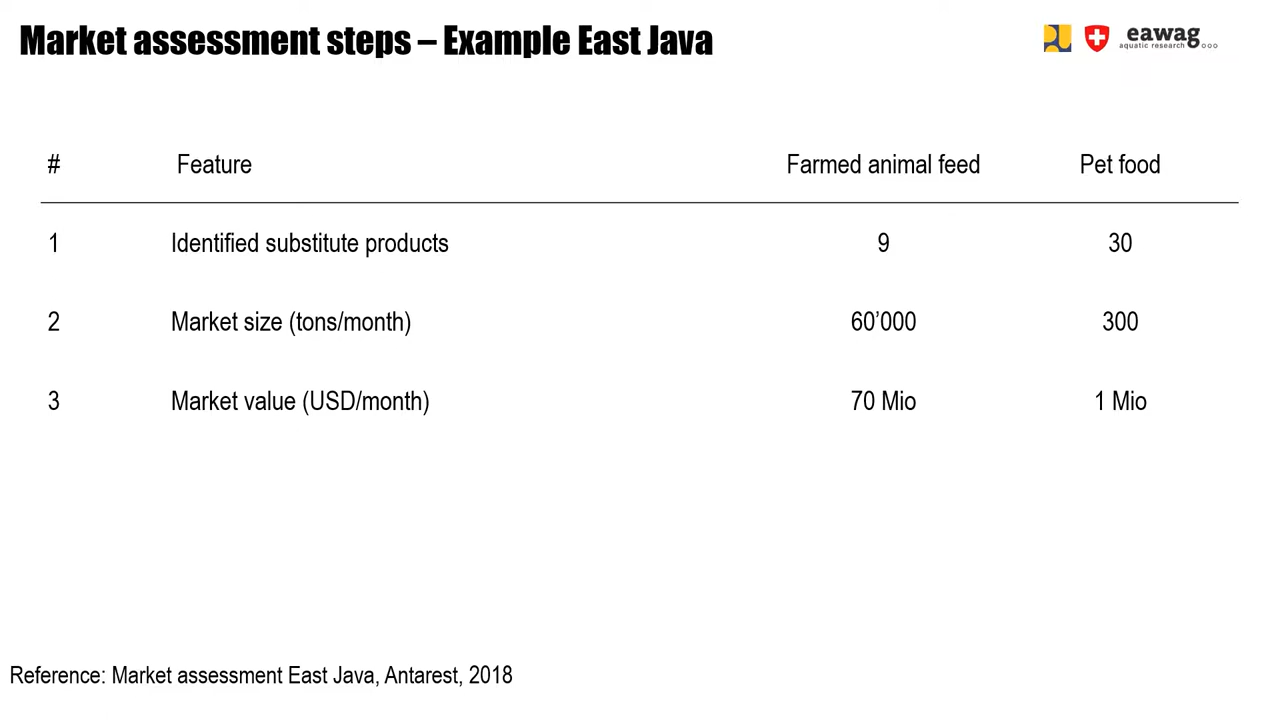 Market assessment steps – Example East Java
eawag
aquatic research
# Feature Farmed animal feed Pet food
1 Identified substitute products 9 30
2 Market size (tons/month) 60’000 300
3 Market value (USD/month) 70 Mio 1 Mio
Reference: Market assessment East Java, Antarest, 2018